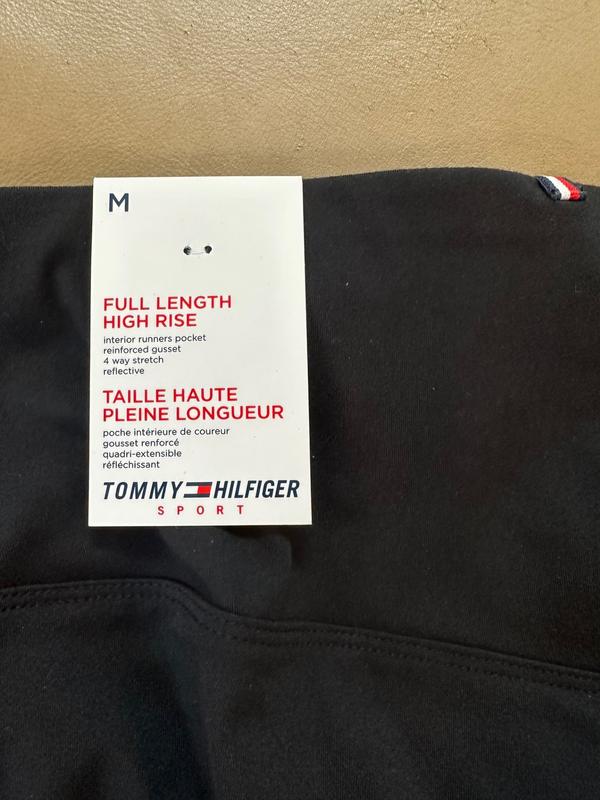 M
FULL LENGTH
HIGH RISE
interior runners pocket
reinforced gusset
4 way stretch
reflective
TAILLE HAUTE
PLEINE LONGUEUR
poche intérieure de coureur
gousset renforcé
quadri-extensible
réfléchissant
TOMMY HILFIGER
SPORT